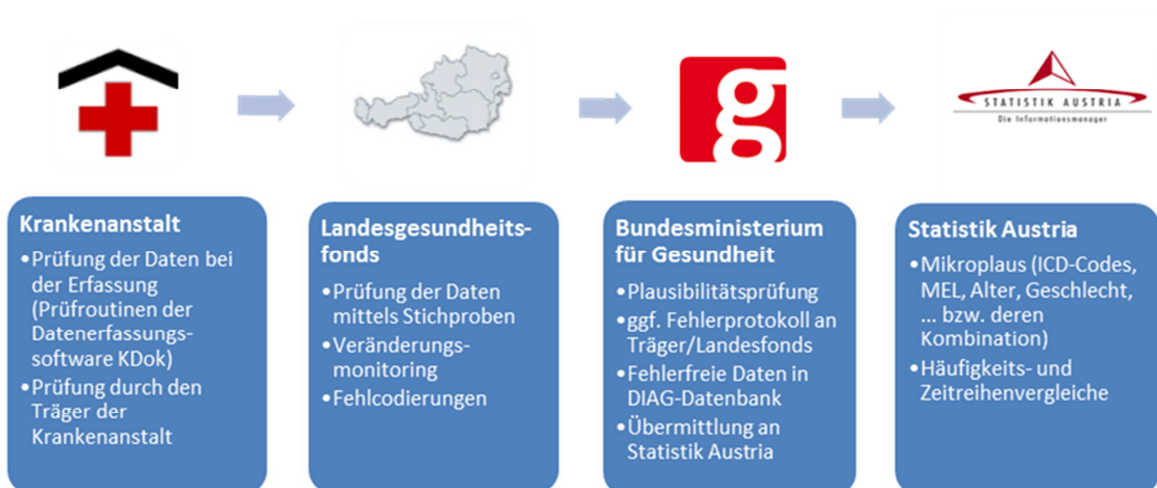 g
STATISTIK AUSTRIA
Die Informationsmanager
Krankenanstalt
•Prüfung der Daten bei
der Erfassung
(Prüfroutinen der
Datenerfassungs-
software KDok)
•Prüfung durch den
Träger der
Krankenanstalt
Landesgesundheits-
fonds
•Prüfung der Daten
mittels Stichproben
•Veränderungs-
monitoring
•Fehlcodierungen
Bundesministerium
für Gesundheit
•Plausibilitätsprüfung
•ggf. Fehlerprotokoll an
Träger/Landesfonds
•Fehlerfreie Daten in
DIAG-Datenbank
•Übermittlung an
Statistik Austria
Statistik Austria
•Mikroplaus (ICD-Codes,
MEL, Alter, Geschlecht,
... bzw. deren
Kombination)
•Häufigkeits- und
Zeitreihenvergleiche